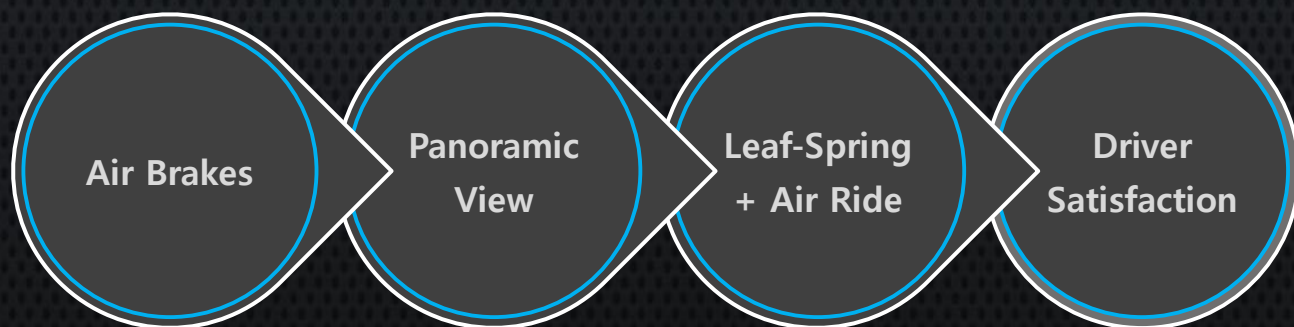 Air Brakes
Panoramic
View
Leaf-Spring
+ Air Ride
Driver
Satisfaction